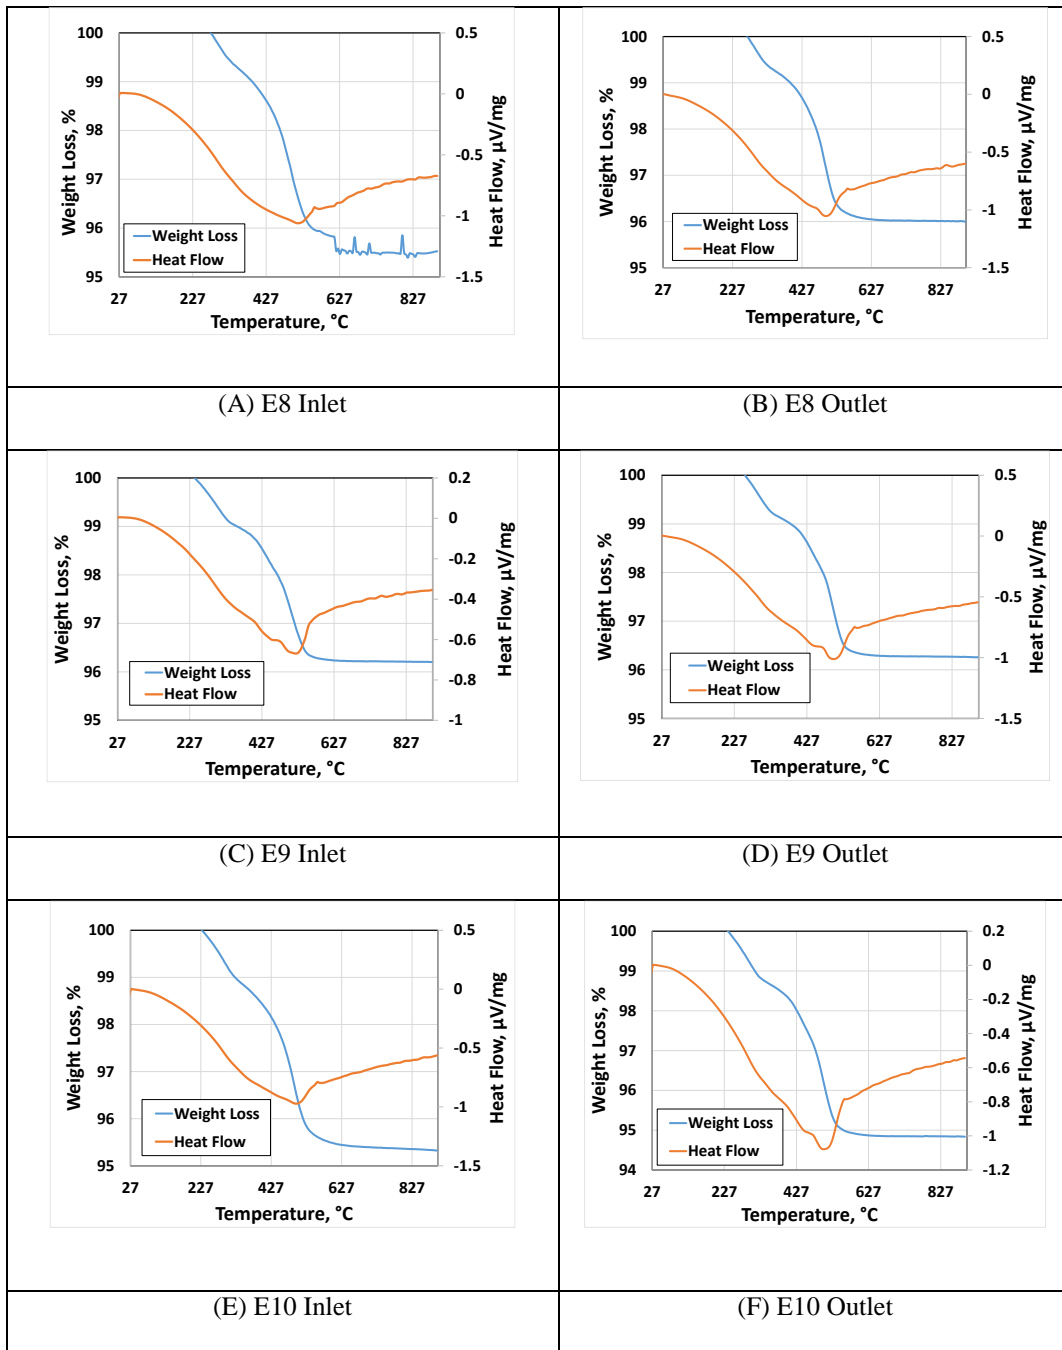 100
99
98
97
96
95
0.5
0
-0.5
-1
-1.5
27 227 427 627 827
Weight Loss, %
Heat Flow, µV/mg
Temperature, °C
Weight Loss
Heat Flow
(A) E8 Inlet
100
99
98
97
96
95
0.5
0
-0.5
-1
-1.5
27 227 427 627 827
Weight Loss, %
Heat Flow, µV/mg
Temperature, °C
Weight Loss
Heat Flow
(B) E8 Outlet
100
99
98
97
96
95
0.2
0
-0.2
-0.4
-0.6
-0.8
-1
27 227 427 627 827
Weight Loss, %
Heat Flow, µV/mg
Temperature, °C
Weight Loss
Heat Flow
(C) E9 Inlet
100
99
98
97
96
95
0.5
0
-0.5
-1
-1.5
27 227 427 627 827
Weight Loss, %
Heat Flow, µV/mg
Temperature, °C
Weight Loss
Heat Flow
(D) E9 Outlet
100
99
98
97
96
95
0.5
0
-0.5
-1
-1.5
27 227 427 627 827
Weight Loss, %
Heat Flow, µV/mg
Temperature, °C
Weight Loss
Heat Flow
(E) E10 Inlet
100
99
98
97
96
95
94
0.2
0
-0.2
-0.4
-0.6
-0.8
-1
-1.2
27 227 427 627 827
Weight Loss, %
Heat Flow, µV/mg
Temperature, °C
Weight Loss
Heat Flow
(F) E10 Outlet